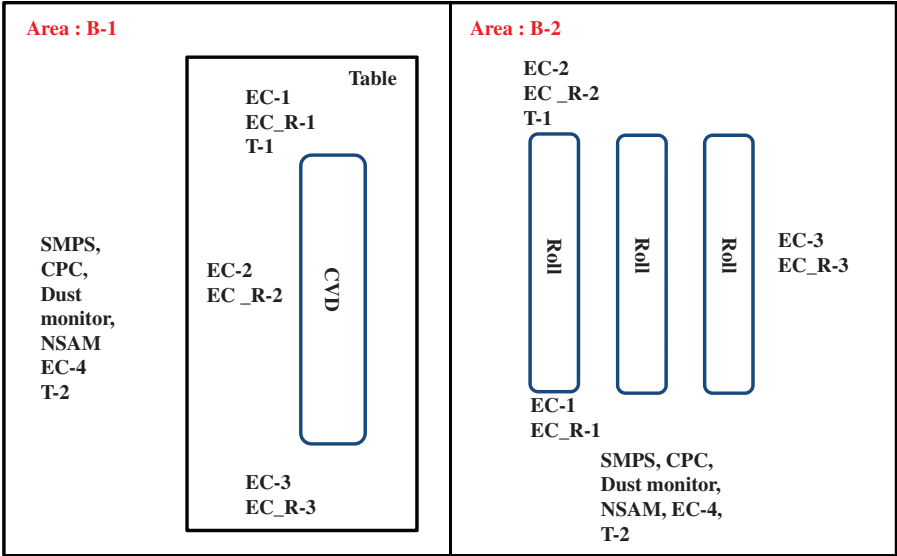 Area : B-1
Table
EC-1
EC_R-1
T-1
SMPS,
CPC,
Dust
monitor,
NSAM
EC-4
T-2
EC-2
EC _R-2
CVD
EC-3
EC_R-3
Area : B-2
EC-2
EC _R-2
T-1
Roll
Roll
Roll
EC-3
EC_R-3
EC-1
EC_R-1
SMPS, CPC,
Dust monitor,
NSAM, EC-4,
T-2